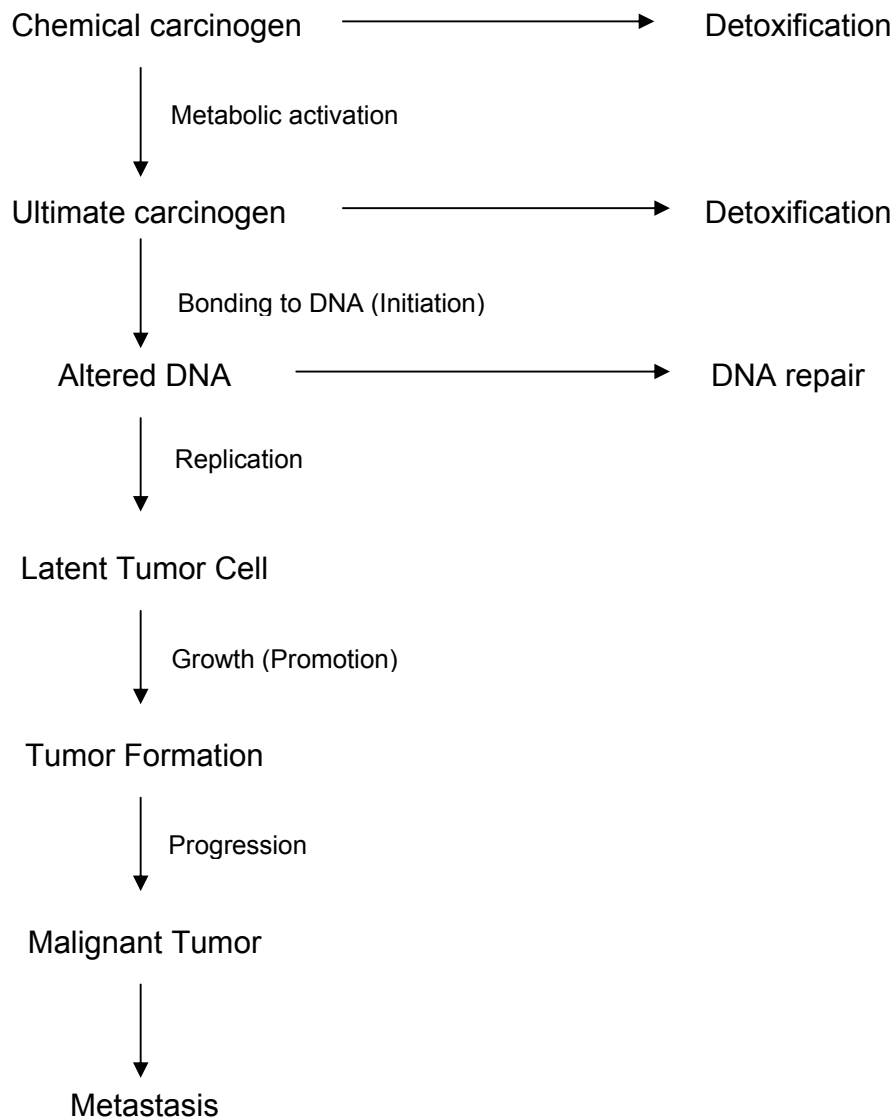 Chemical carcinogen Detoxification
Metabolic activation
Ultimate carcinogen Detoxification
Bonding to DNA (Initiation)
Altered DNA DNA repair
Replication
Latent Tumor Cell
Growth (Promotion)
Tumor Formation
Progression
Malignant Tumor
Metastasis